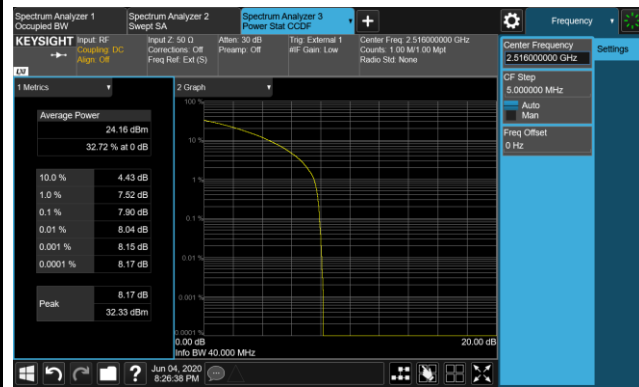 Spectrum Analyzer 1
Occupied BW
Spectrum Analyzer 2
Swept SA
Spectrum Analyzer 3
Power Stat CCDF
Frequency
KEYSIGHT
Input: RF
Coupling: DC
Align: Off
Input Z: 50 Ω
Corrections: Off
Freq Ref: Ext (S)
Atten: 30 dB
Preamp: Off
Trig: External 1
#IF Gain: Low
Center Freq: 2.516000000 GHz
Counts: 1.00 M/1.00 Mpt
Radio Std: None
LXI
Center Frequency
2.516000000 GHz
Settings
CF Step
5.000000 MHz
Auto
Man
Freq Offset
0 Hz
1 Metrics
Average Power
24.16 dBm
32.72 % at 0 dB
10.0 % 4.43 dB
1.0 % 7.52 dB
0.1 % 7.90 dB
0.01 % 8.04 dB
0.001 % 8.15 dB
0.0001 % 8.17 dB
Peak
8.17 dB
32.33 dBm
2 Graph
100 %
10 %
1 %
0.1 %
0.01 %
0.001 %
0.0001 %
0.00 dB
20.00 dB
Info BW 40.000 MHz
?
Jun 04, 2020
8:26:38 PM